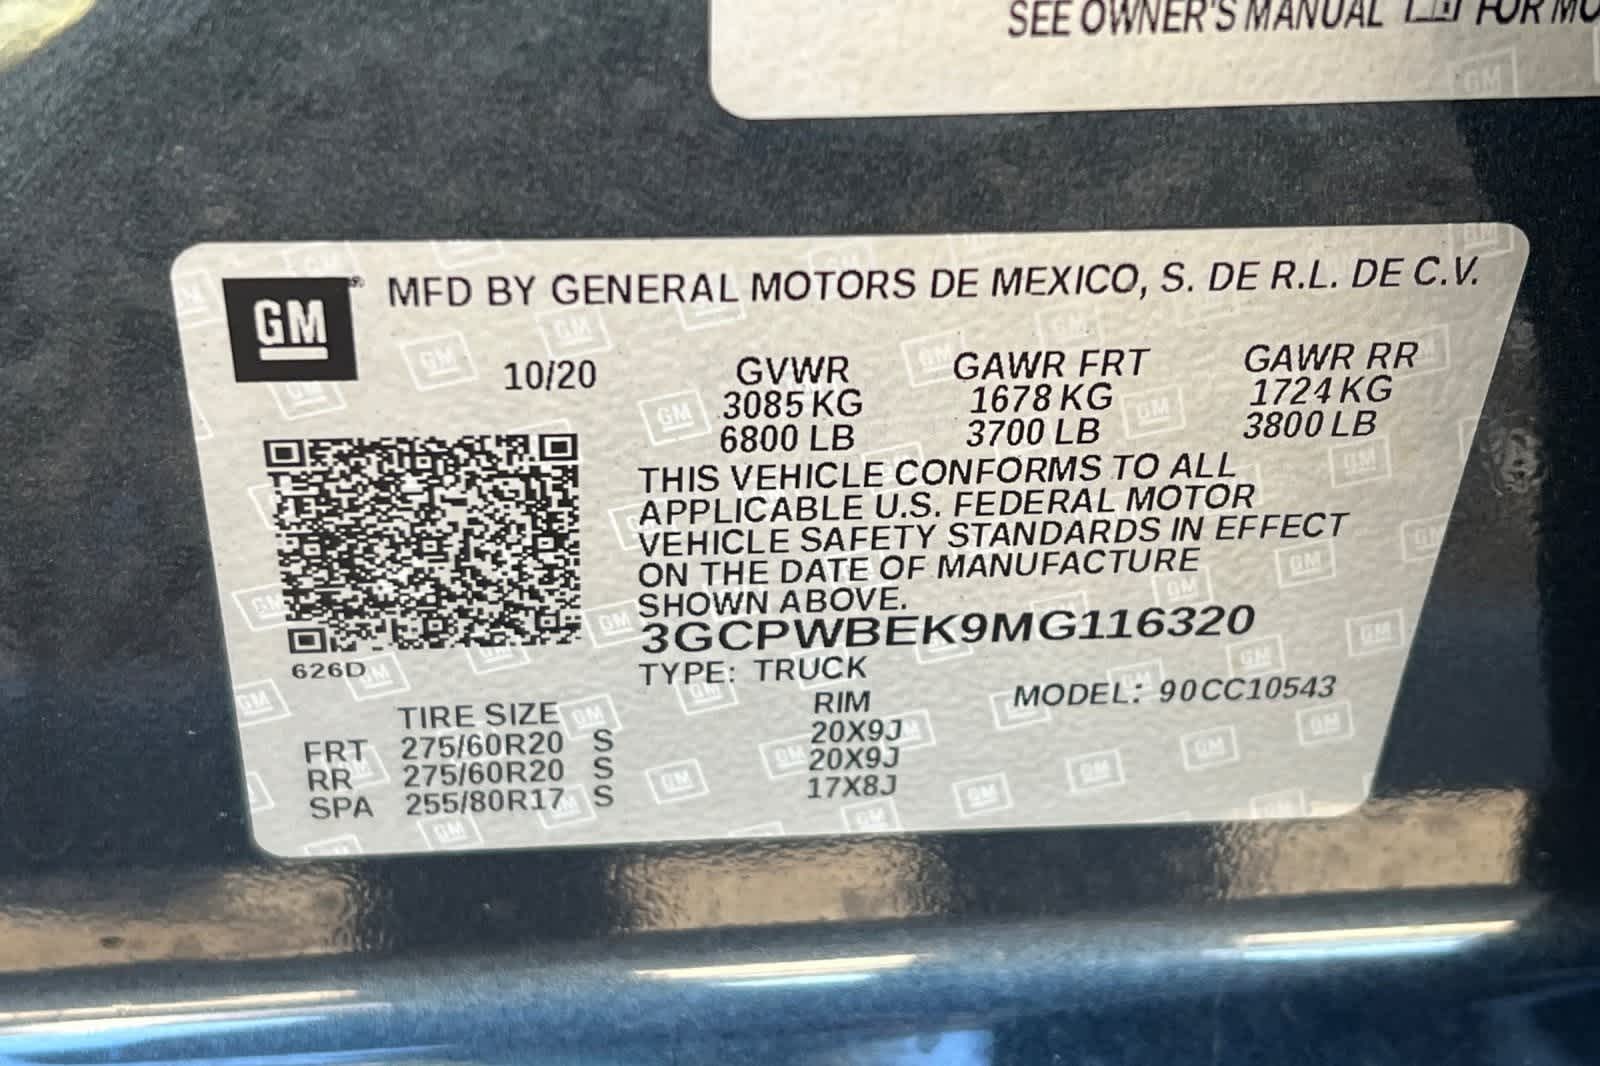 SEE OWNER'S MANUAL FOR
GM
MFD BY GENERAL MOTORS DE MEXICO, S. DE R.L. DE C.V.
10/20 GVWR GAWR FRT GAWR RR
3085 KG 1678 KG 1724 KG
6800 LB 3700 LB 3800 LB
THIS VEHICLE CONFORMS TO ALL
APPLICABLE U.S. FEDERAL MOTOR
VEHICLE SAFETY STANDARDS IN EFFECT
ON THE DATE OF MANUFACTURE
SHOWN ABOVE.
3GCPWBEK9MG116320
626D
TYPE: TRUCK
MODEL: 90CC10543
TIRE SIZE RIM
FRT 275/60R20 S 20X9J
RR 275/60R20 S 20X9J
SPA 255/80R17 S 17X8J